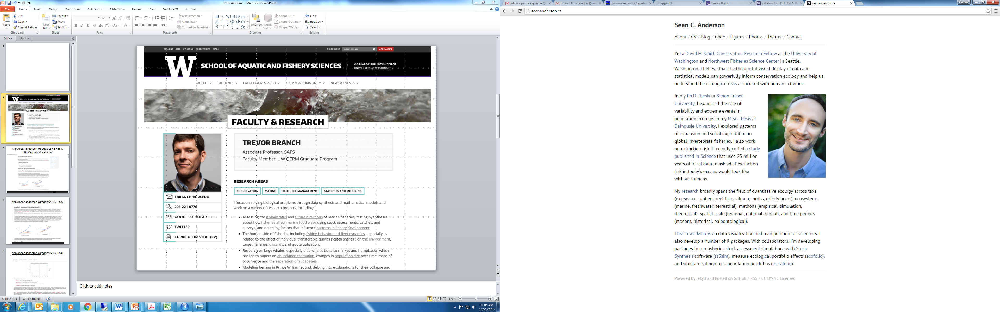 Presentation2 - Microsoft PowerPoint
File Home Insert Design Transitions Animations Slide Show Review View EndNote X7 Acrobat
Paste
Cut
Copy
Format Painter
Clipboard
New
Slide
Layout
Reset
Section
Slides
32
B I U S abc AV Aa A
Font
Paragraph
Text Direction
Align Text
Convert to SmartArt
Arrange
Quick
Styles
Shape Fill
Shape Outline
Shape Effects
Drawing
Find
Replace
Select
Editing
Slides Outline
1
2
3
http://seananderson.ca/ggplot2-FISH554/
http://seananderson.ca/
4
http://seananderson.ca/ggplot2-FISH554/
ggplot2 for rapid data exploration
5
http://seananderson.ca/ggplot2-FISH554/
COLLEGE HOME UW HOME DIRECTORIES MAPS
QUICK LINKS Search this site MAKE A GIFT
W SCHOOL OF AQUATIC AND FISHERY SCIENCES
COLLEGE OF THE ENVIRONMENT
UNIVERSITY of WASHINGTON
ABOUT STUDENTS FACULTY & RESEARCH ALUMNI & COMMUNITY NEWS & EVENTS
FACULTY & RESEARCH
TREVOR BRANCH
Associate Professor, SAFS
Faculty Member, UW QERM Graduate Program
TBRANCH@UW.EDU
206-221-0776
GOOGLE SCHOLAR
TWITTER
CURRICULUM VITAE (CV)
RESEARCH AREAS
CONSERVATION MARINE RESOURCE MANAGEMENT STATISTICS AND MODELING
I focus on solving biological problems through data synthesis and mathematical models and
work on a variety of research projects, including:
• Assessing the global status and future directions of marine fisheries, testing hypotheses
about how fisheries affect marine food webs using stock assessments, catches, and
surveys, and detecting factors that influence patterns in fishery development.
• The human side of fisheries, including fishing behavior and fleet dynamics, especially as
related to the effect of individual transferable quotas (“catch shares”) on the environment,
target fisheries, discards, and quota utilization.
• Research on large whales, especially blue whales but also minkes and humpbacks, which
has led to papers on abundance estimation, changes in population size over time, maps of
occurrence and the separation of subspecies.
• Modeling herring in Prince William Sound, delving into explanations for their collapse and
Click to add notes
Slide 2 of 5 "Office Theme" 120%
11:06 AM
12/21/2015
Inbox - pascale.goertler@ Inbox (34) - goertler@uw. www.water.ca.gov/iep/do ggplot2 Trevor Branch Syllabus for FISH 554 A: B seananderson.ca Pascale
seananderson.ca
Sean C. Anderson
About / CV / Blog / Code / Figures / Photos / Twitter / Contact
I'm a David H. Smith Conservation Research Fellow at the University of
Washington and Northwest Fisheries Science Center in Seattle,
Washington. I believe that the thoughtful visual display of data and
statistical models can powerfully inform conservation ecology and help us
understand the ecological risks associated with human activities.
In my Ph.D. thesis at Simon Fraser
University, I examined the role of
variability and extreme events in
population ecology. In my M.Sc. thesis at
Dalhousie University, I explored patterns
of expansion and serial exploitation in
global invertebrate fisheries. I also work
on extinction risk: I recently co-led a study
published in Science that used 23 million
years of fossil data to ask what extinction
risk in today's oceans would look like
without humans.
My research broadly spans the field of quantitative ecology across taxa
(e.g. sea cucumbers, reef fish, salmon, moths, grizzly bears), ecosystems
(marine, freshwater, terrestrial), methods (empirical, simulation,
theoretical), spatial scale (regional, national, global), and time periods
(modern, historical, paleontological).
I teach workshops on data visualization and manipulation for scientists. I
also develop a number of R packages. With collaborators, I'm developing
packages to run fisheries stock assessment simulations with Stock
Synthesis software (ss3sim), measure ecological portfolio effects (ecofolio),
and simulate salmon metapopulation portfolios (metafolio).
Powered by Jekyll and hosted on GitHub / RSS / CC BY-NC Licensed